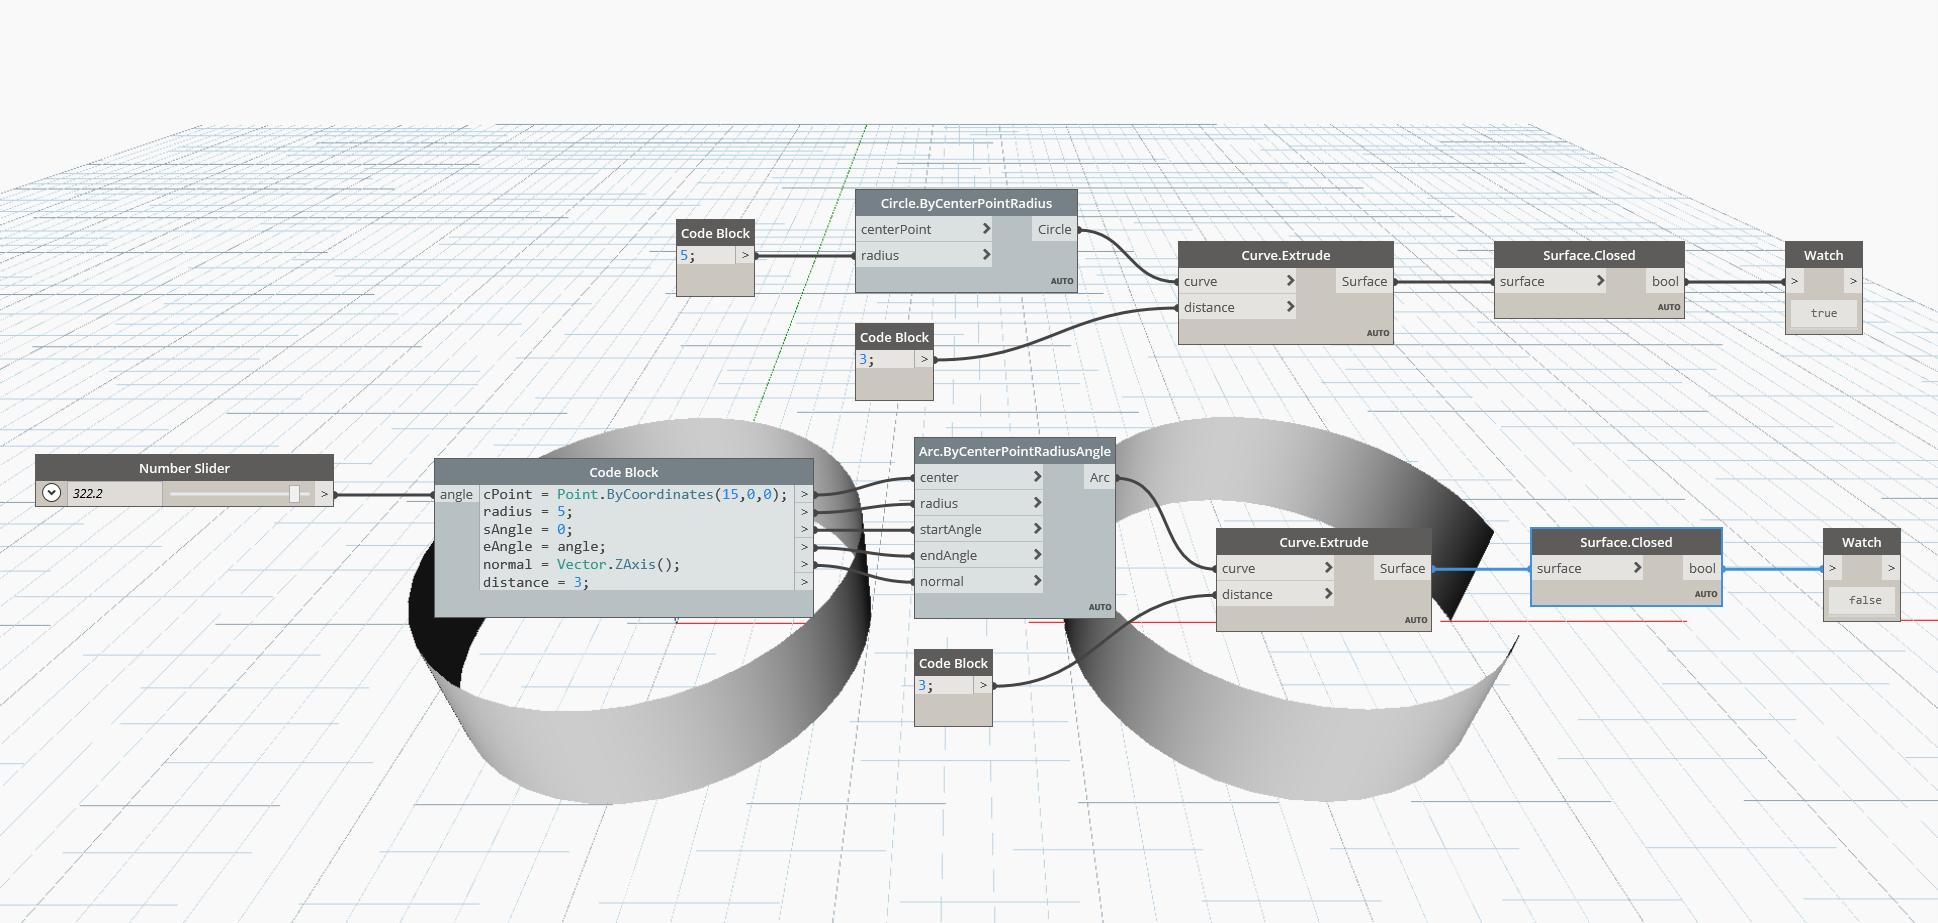 Circle.ByCenterPointRadius
centerPoint > Circle
radius >
AUTO
Code Block
5; >
Curve.Extrude
curve > Surface
distance >
AUTO
Surface.Closed
surface > bool
AUTO
Watch
> >
true
Code Block
3; >
Number Slider
322.2 >
Code Block
angle cPoint = Point.ByCoordinates(15,0,0); >
radius = 5; >
sAngle = 0; >
eAngle = angle; >
normal = Vector.ZAxis(); >
distance = 3; >
Arc.ByCenterPointRadiusAngle
center > Arc
radius >
startAngle >
endAngle >
normal >
AUTO
Curve.Extrude
curve > Surface
distance >
AUTO
Surface.Closed
surface > bool
AUTO
Watch
> >
false
Code Block
3; >